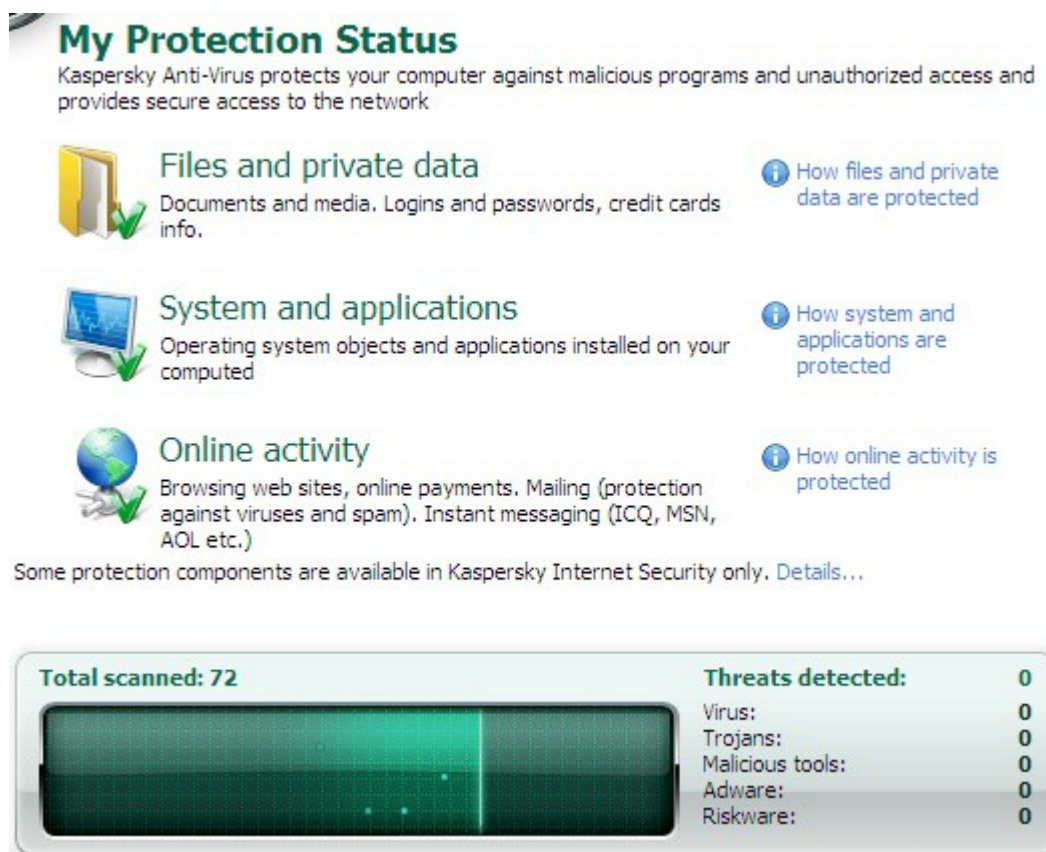 My Protection Status
Kaspersky Anti-Virus protects your computer against malicious programs and unauthorized access and
provides secure access to the network
Files and private data
Documents and media. Logins and passwords, credit cards
info.
How files and private
data are protected
System and applications
Operating system objects and applications installed on your
computed
How system and
applications are
protected
Online activity
Browsing web sites, online payments. Mailing (protection
against viruses and spam). Instant messaging (ICQ, MSN,
AOL etc.)
How online activity is
protected
Some protection components are available in Kaspersky Internet Security only. Details...
Total scanned: 72
Threats detected: 0
Virus: 0
Trojans: 0
Malicious tools: 0
Adware: 0
Riskware: 0